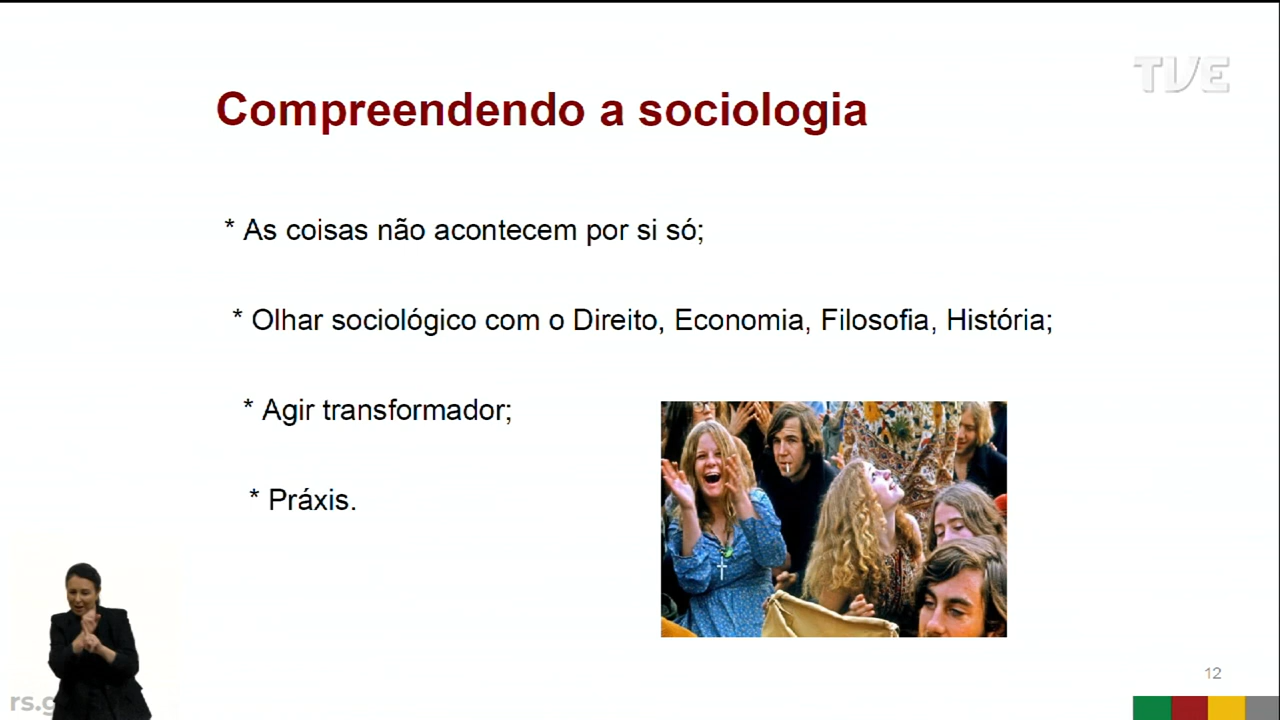 TVE
Compreendendo a sociologia
* As coisas não acontecem por si só;
* Olhar sociológico com o Direito, Economia, Filosofia, História;
* Agir transformador;
* Práxis.
12